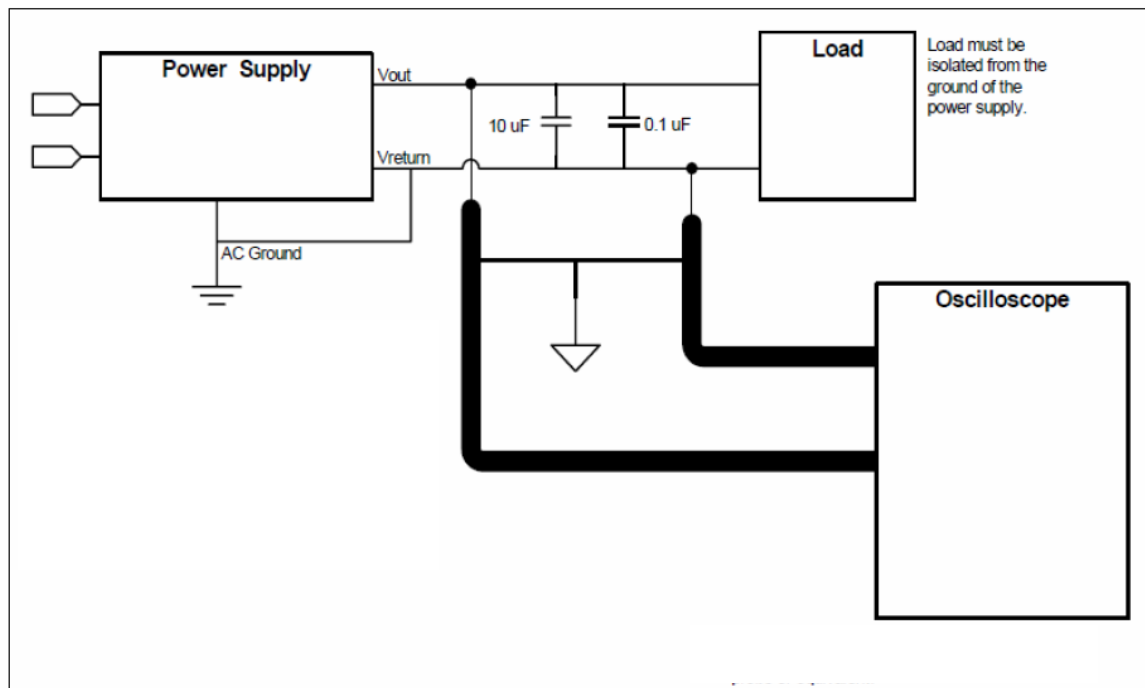 Power Supply
Vout
Load
Load must be
isolated from the
ground of the
power supply.
10 uF
0.1 uF
Vreturn
AC Ground
Oscilloscope